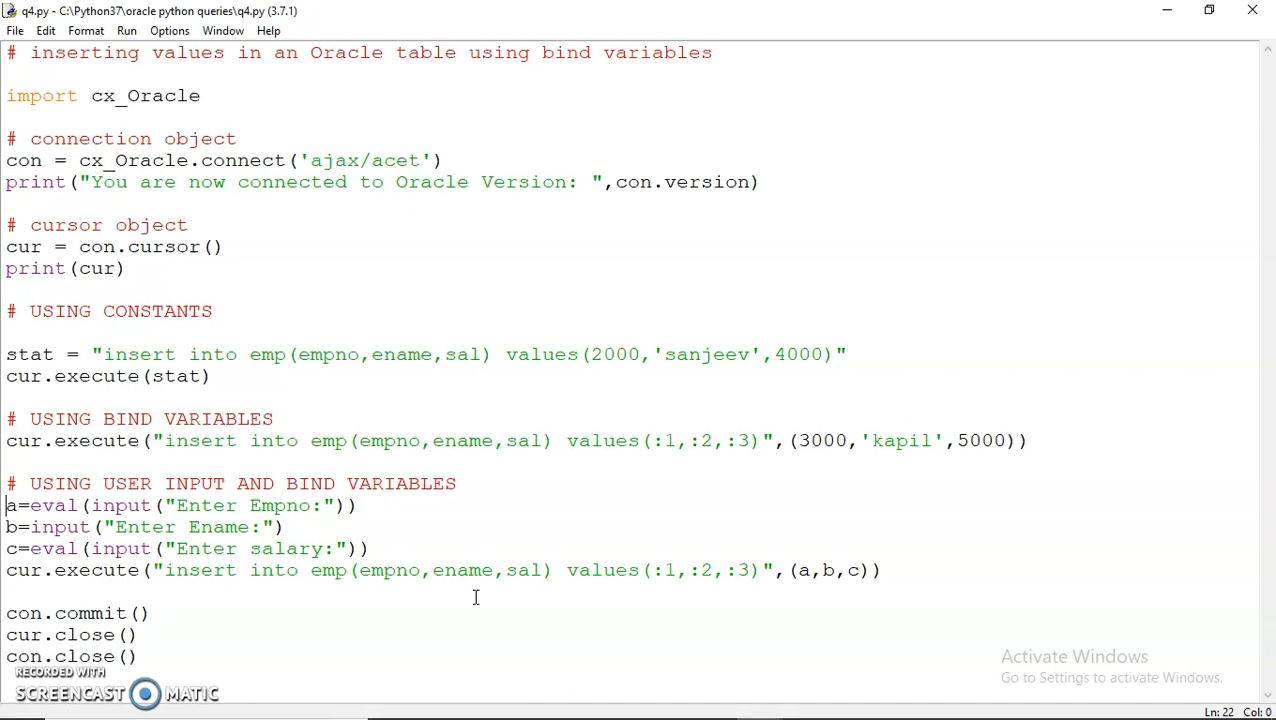 q4.py - C:\Python37\oracle python queries\q4.py (3.7.1)
File Edit Format Run Options Window Help
# inserting values in an Oracle table using bind variables
import cx_Oracle
# connection object
con = cx_Oracle.connect('ajax/acet')
print("You are now connected to Oracle Version: ",con.version)
# cursor object
cur = con.cursor()
print(cur)
# USING CONSTANTS
stat = "insert into emp(empno,ename,sal) values(2000,'sanjeev',4000)"
cur.execute(stat)
# USING BIND VARIABLES
cur.execute("insert into emp(empno,ename,sal) values(:1,:2,:3)",(3000,'kapil',5000))
# USING USER INPUT AND BIND VARIABLES
a=eval(input("Enter Empno:"))
b=input("Enter Ename:")
c=eval(input("Enter salary:"))
cur.execute("insert into emp(empno,ename,sal) values(:1,:2,:3)",(a,b,c))
con.commit()
cur.close()
con.close()
Activate Windows
Go to Settings to activate Windows.
RECORDED WITH
SCREENCAST MATIC
Ln: 22 Col: 0